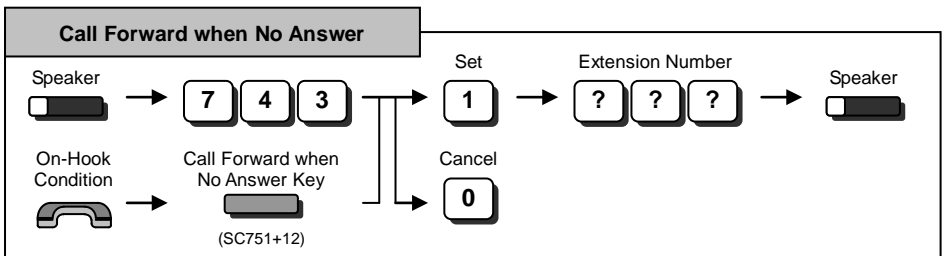 Call Forward when No Answer
Speaker
7 4 3
Set
1
Extension Number
? ? ?
Speaker
On-Hook
Condition
Call Forward when
No Answer Key
(SC751+12)
Cancel
0